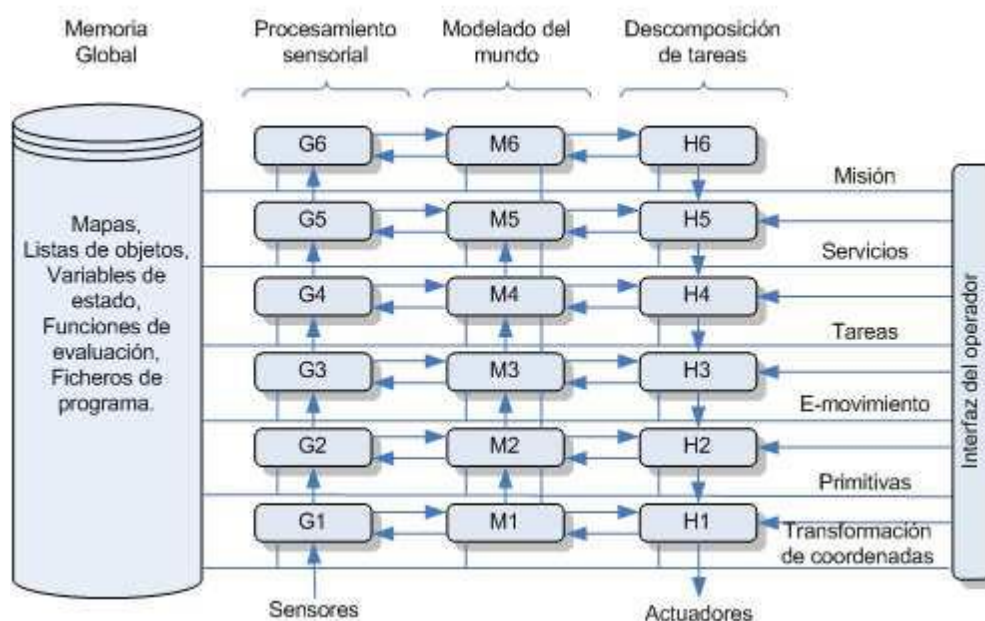 Memoria
Global
Procesamiento
sensorial
Modelado del
mundo
Descomposición
de tareas
G6
M6
H6
Misión
G5
M5
H5
Servicios
G4
M4
H4
Tareas
G3
M3
H3
E-movimiento
G2
M2
H2
Primitivas
G1
M1
H1
Transformación
de coordenadas
Sensores
Actuadores
Mapas,
Listas de objetos,
Variables de
estado,
Funciones de
evaluación,
Ficheros de
programa.
Interfaz del operador